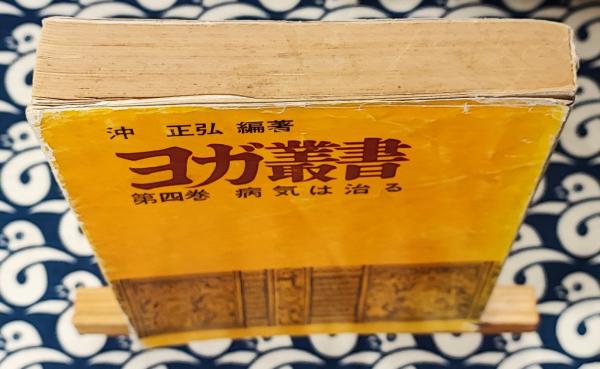 沖 正弘 編著
ヨガ叢書
第四巻 病気は治る